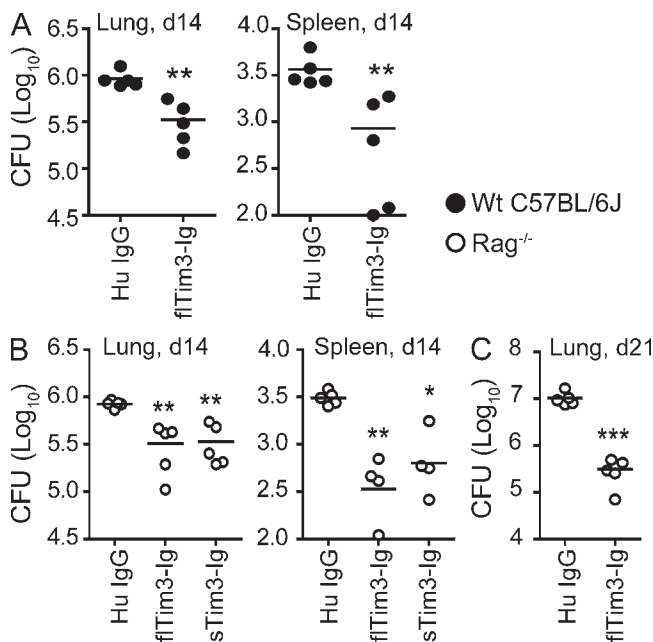 A
Lung, d14
Spleen, d14
CFU (Log10)
6.5
6.0
5.5
5.0
4.5
**
Hu IgG
flTim3-Ig
4.0
3.5
3.0
2.5
2.0
**
Hu IgG
flTim3-Ig
Wt C57BL/6J
Rag-/-
B
Lung, d14
Spleen, d14
CFU (Log10)
6.5
6.0
5.5
5.0
4.5
**
**
Hu IgG
flTim3-Ig
sTim3-Ig
4.0
3.5
3.0
2.5
2.0
**
*
Hu IgG
flTim3-Ig
sTim3-Ig
C
Lung, d21
CFU (Log10)
8
7
6
5
4
***
Hu IgG
flTim3-Ig